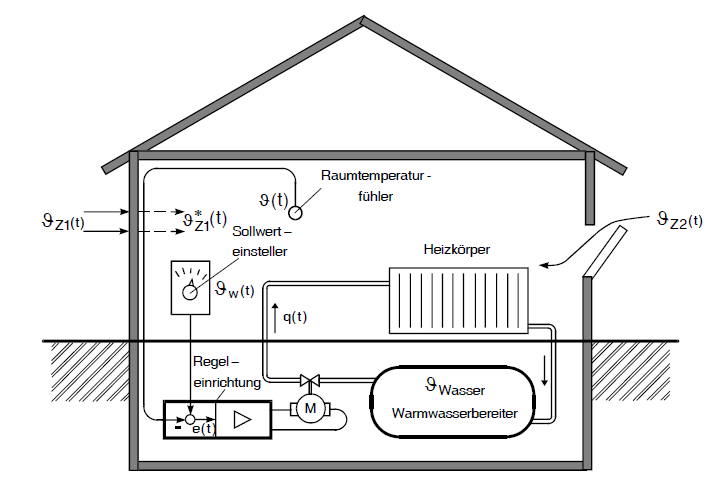 Raumtemperatur -
fühler
ϑ(t)
ϑZ1(t)
ϑ*Z1(t)
ϑZ2(t)
Sollwert –
einsteller
Heizkörper
ϑw(t)
q(t)
Regel –
einrichtung
ϑWasser
Warmwasserbereiter
M
-
e(t)